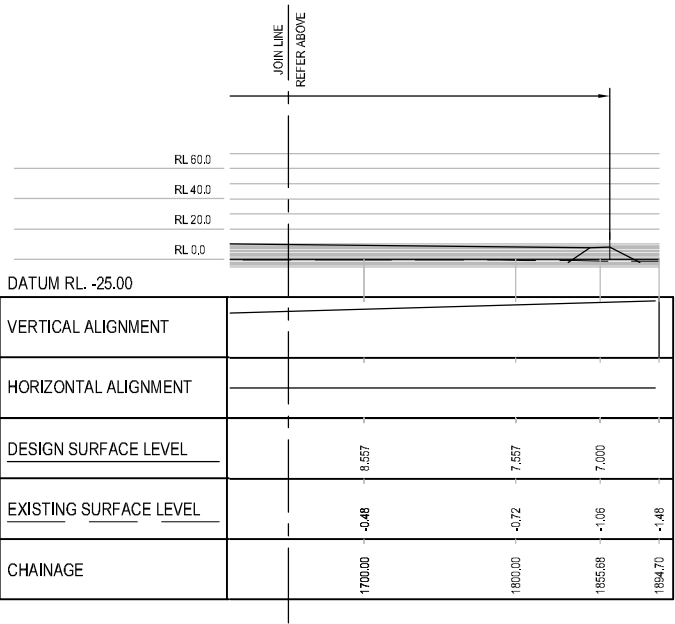 JOIN LINE
REFER ABOVE
RL 60.0
RL 40.0
RL 20.0
RL 0.0
DATUM RL. -25.00
VERTICAL ALIGNMENT
HORIZONTAL ALIGNMENT
DESIGN SURFACE LEVEL 8.557 7.557 7.000
EXISTING SURFACE LEVEL -0.48 -0.72 -1.06 -1.48
CHAINAGE 1700.00 1800.00 1855.68 1894.70